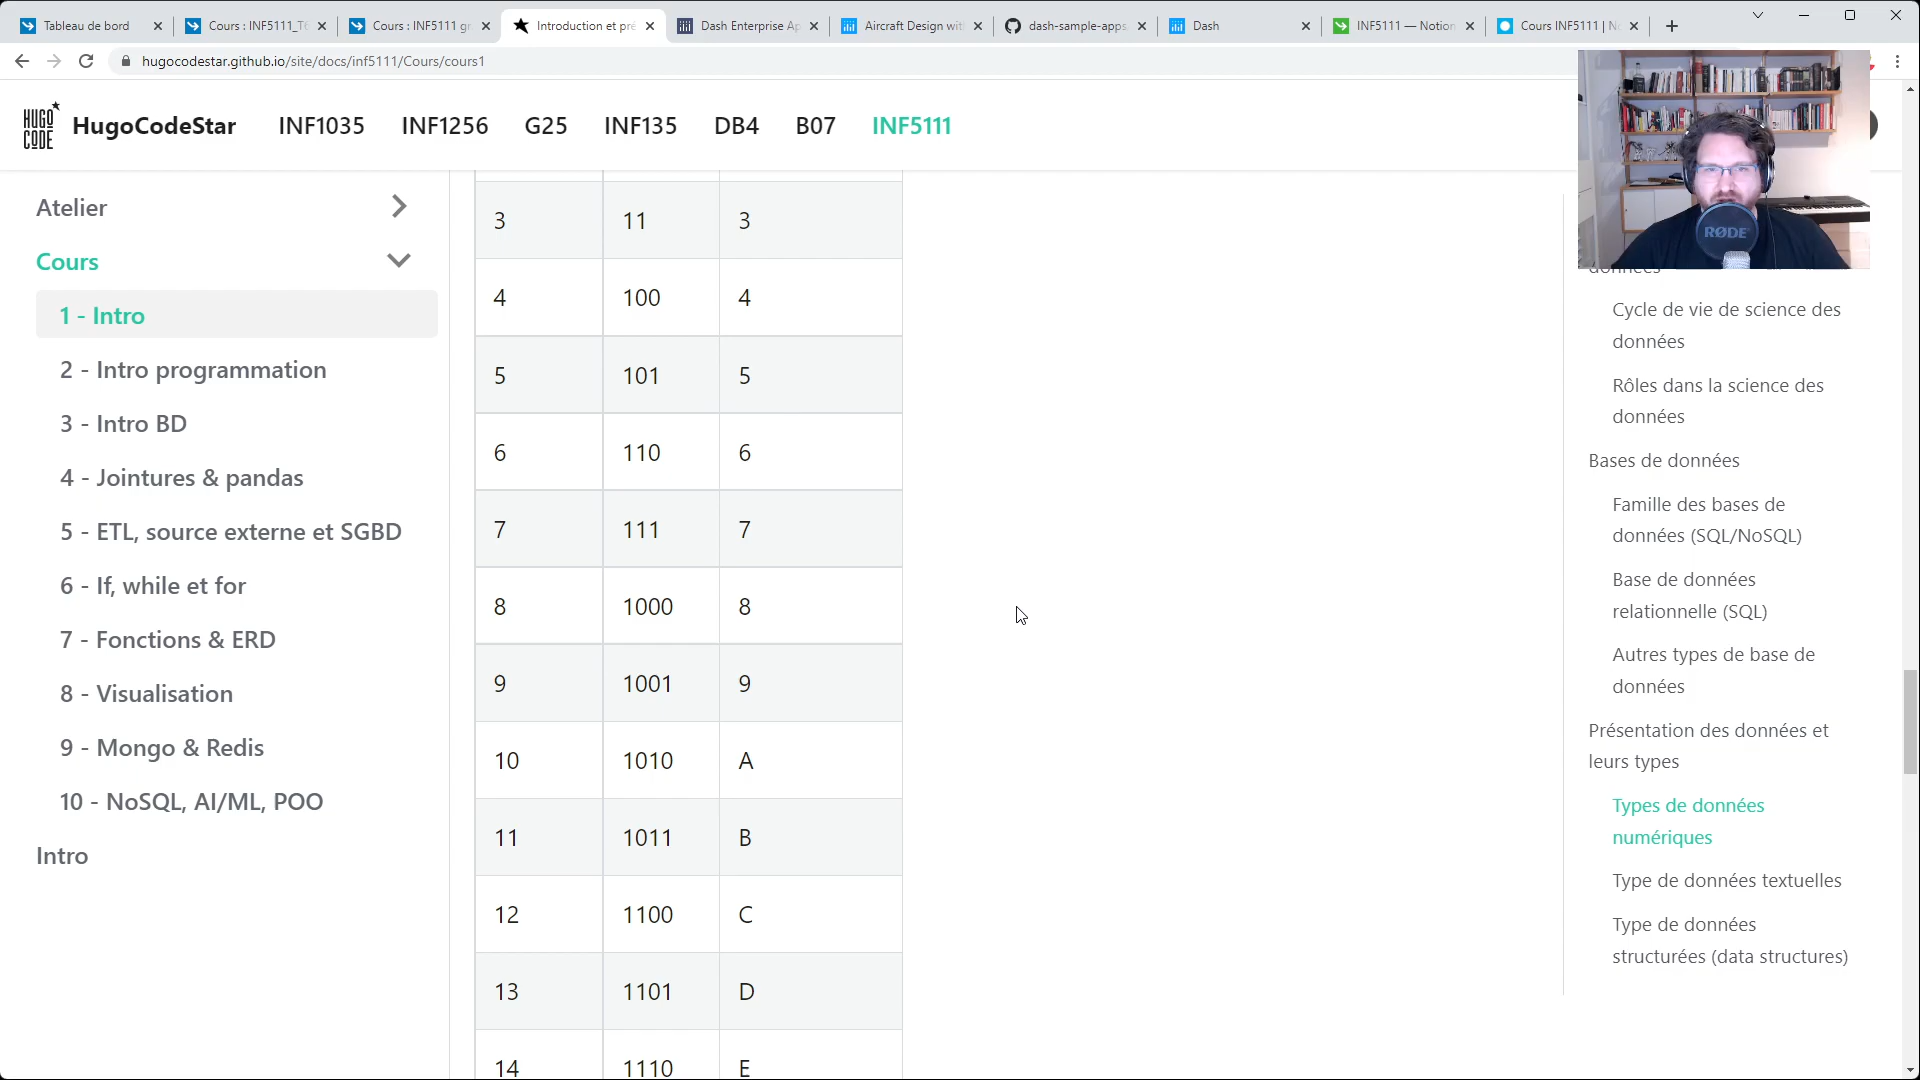 Tableau de bord
Cours : INF5111_T6
Cours : INF5111 gr
Introduction et pré
Dash Enterprise Ap
Aircraft Design wit
dash-sample-apps
Dash
INF5111 — Notion
Cours INF5111 | N
hugocodestar.github.io/site/docs/inf5111/Cours/cours1
HUGO
CODE
HugoCodeStar
INF1035
INF1256
G25
INF135
DB4
B07
INF5111
Atelier
Cours
1 - Intro
2 - Intro programmation
3 - Intro BD
4 - Jointures & pandas
5 - ETL, source externe et SGBD
6 - If, while et for
7 - Fonctions & ERD
8 - Visualisation
9 - Mongo & Redis
10 - NoSQL, AI/ML, POO
Intro
3 11 3
4 100 4
5 101 5
6 110 6
7 111 7
8 1000 8
9 1001 9
10 1010 A
11 1011 B
12 1100 C
13 1101 D
14 1110 E
RØDE
données
Cycle de vie de science des
données
Rôles dans la science des
données
Bases de données
Famille des bases de
données (SQL/NoSQL)
Base de données
relationnelle (SQL)
Autres types de base de
données
Présentation des données et
leurs types
Types de données
numériques
Type de données textuelles
Type de données
structurées (data structures)